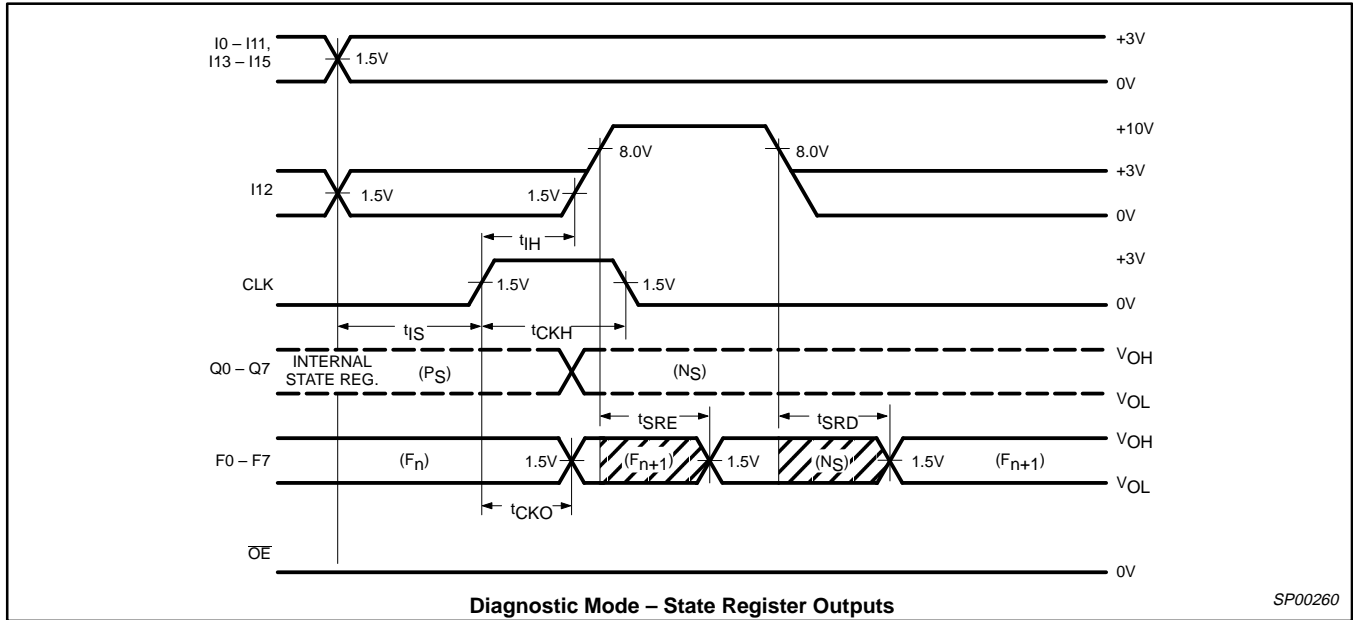 I0 – I11,
I13 – I15
1.5V
+3V
0V
+10V
8.0V
8.0V
+3V
I12
1.5V
1.5V
0V
tIH
+3V
CLK
1.5V
1.5V
0V
tIS
tCKH
VOH
Q0 – Q7
INTERNAL
STATE REG.
(PS)
(NS)
VOL
tSRE
tSRD
VOH
F0 – F7
(Fn)
1.5V
(Fn+1)
1.5V
(NS)
1.5V
(Fn+1)
VOL
tCKO
OE
0V
Diagnostic Mode – State Register Outputs
SP00260